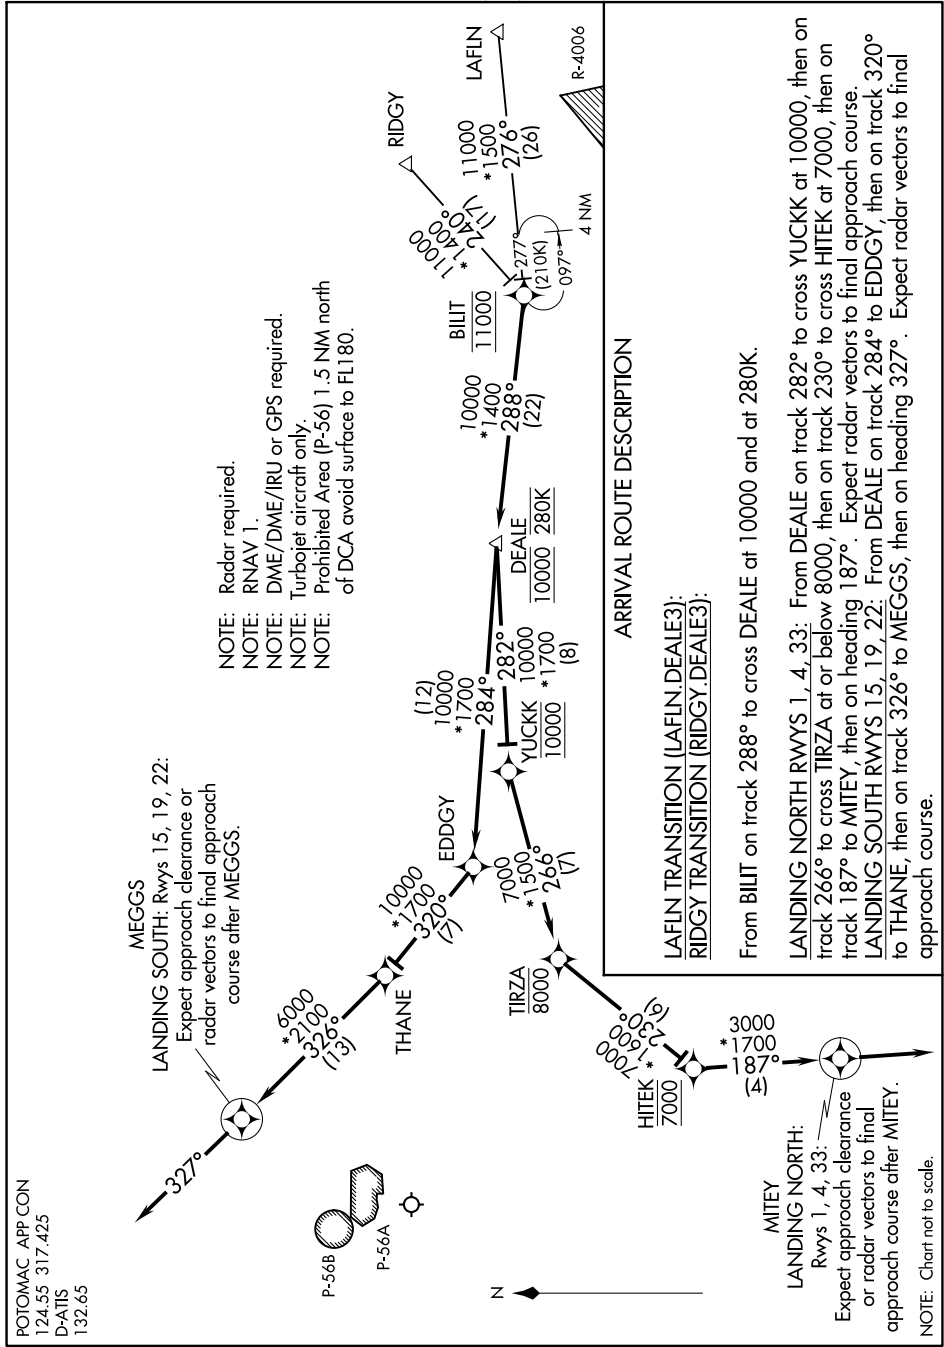 POTOMAC APP CON
124.55 317.425
D-ATIS
132.65
NOTE: Radar required.
NOTE: RNAV 1.
NOTE: DME/DME/IRU or GPS required.
NOTE: Turbojet aircraft only.
NOTE: Prohibited Area (P-56) 1.5 NM north
of DCA avoid surface to FL180.
MEGGS
LANDING SOUTH: Rwys 15, 19, 22:
Expect approach clearance or
radar vectors to final approach
course after MEGGS.
327°
6000
*2100
326°
(13)
THANE
10000
*1700
320°
(7)
EDDGY
(12)
10000
*1700
284°
282°
10000
*1700
(8)
YUCKK
10000
DEALE
10000 280K
10000
*1400
288°
(22)
BILIT
11000
11000
*1400
240°
(17)
RIDGY
LAFLN
11000
*1500
276°
(26)
277°
(210K)
097°
4 NM
R-4006
7000
*1500
266°
(7)
TIRZA
8000
7000
*1600
230°
(9)
HITEK
7000
3000
*1700
187°
(4)
P-56B
P-56A
N
MITEY
LANDING NORTH:
Rwys 1, 4, 33:
Expect approach clearance
or radar vectors to final
approach course after MITEY.
NOTE: Chart not to scale.
ARRIVAL ROUTE DESCRIPTION
LAFLN TRANSITION (LAFLN.DEALE3):
RIDGY TRANSITION (RIDGY.DEALE3):
From BILIT on track 288° to cross DEALE at 10000 and at 280K.
LANDING NORTH RWYS 1, 4, 33: From DEALE on track 282° to cross YUCKK at 10000, then on
track 266° to cross TIRZA at or below 8000, then on track 230° to cross HITEK at 7000, then on
track 187° to MITEY, then on heading 187°. Expect radar vectors to final approach course.
LANDING SOUTH RWYS 15, 19, 22: From DEALE on track 284° to EDDGY, then on track 320°
to THANE, then on track 326° to MEGGS, then on heading 327°. Expect radar vectors to final
approach course.